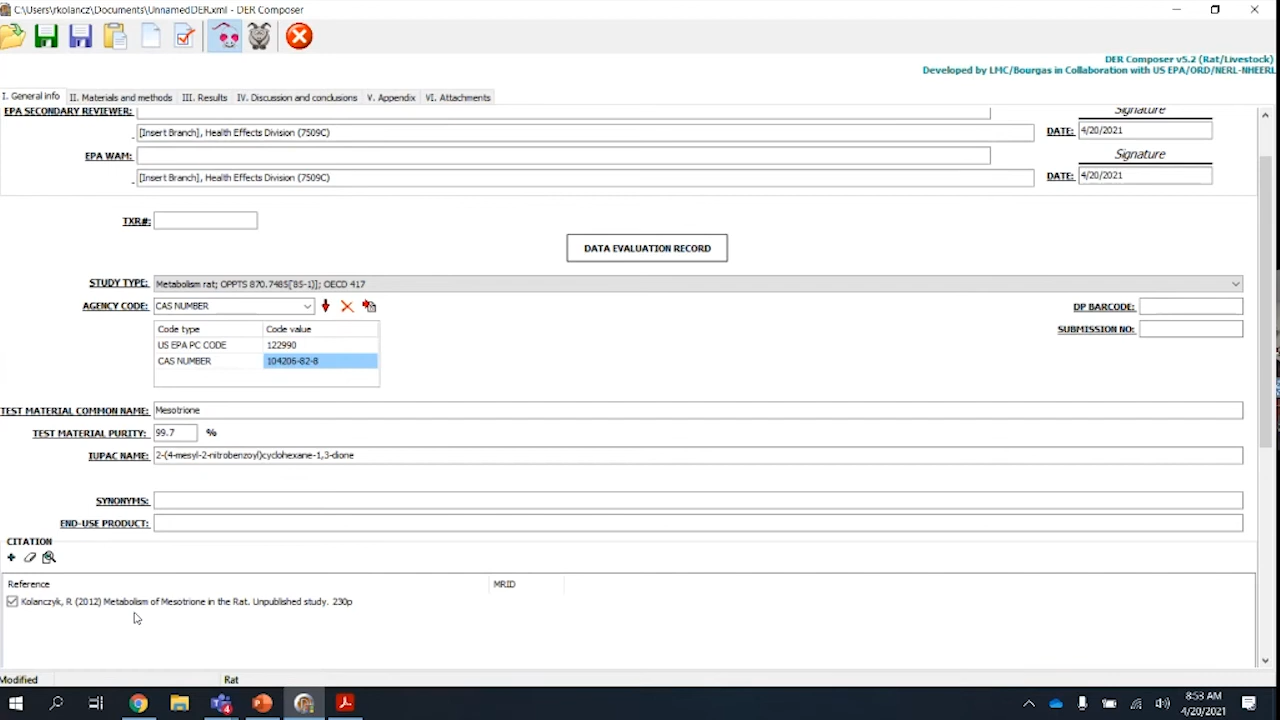 C:\Users\rkolancz\Documents\UnnamedDER.xml - DER Composer
DER Composer v5.2 (Rat/Livestock)
Developed by LMC/Bourgas in Collaboration with US EPA/ORD/NERL-NHEERL
I. General info II. Materials and methods III. Results IV. Discussion and conclusions V. Appendix VI. Attachments
EPA SECONDARY REVIEWER: Signature
[Insert Branch], Health Effects Division (7509C) DATE: 4/20/2021
EPA WAM: Signature
[Insert Branch], Health Effects Division (7509C) DATE: 4/20/2021
TXR#:
DATA EVALUATION RECORD
STUDY TYPE: Metabolism rat; OPPTS 870.7485[85-1)]; OECD 417
AGENCY CODE: CAS NUMBER DP BARCODE:
Code type Code value SUBMISSION NO:
US EPA PC CODE 122990
CAS NUMBER 104206-82-8
TEST MATERIAL COMMON NAME: Mesotrione
TEST MATERIAL PURITY: 99.7 %
IUPAC NAME: 2-(4-mesyl-2-nitrobenzoyl)cyclohexane-1,3-dione
SYNONYMS:
END-USE PRODUCT:
CITATION
Reference MRID
Kolanczyk, R (2012) Metabolism of Mesotrione in the Rat. Unpublished study. 230p
Modified Rat
8:53 AM
4/20/2021